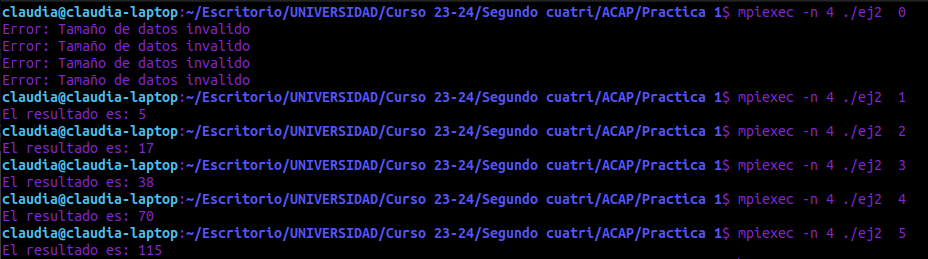 claudia@claudia-laptop:~/Escritorio/UNIVERSIDAD/Curso 23-24/Segundo cuatri/ACAP/Practica 1$ mpiexec -n 4 ./ej2  0
Error: Tamaño de datos invalido
Error: Tamaño de datos invalido
Error: Tamaño de datos invalido
Error: Tamaño de datos invalido
claudia@claudia-laptop:~/Escritorio/UNIVERSIDAD/Curso 23-24/Segundo cuatri/ACAP/Practica 1$ mpiexec -n 4 ./ej2  1
El resultado es: 5
claudia@claudia-laptop:~/Escritorio/UNIVERSIDAD/Curso 23-24/Segundo cuatri/ACAP/Practica 1$ mpiexec -n 4 ./ej2  2
El resultado es: 17
claudia@claudia-laptop:~/Escritorio/UNIVERSIDAD/Curso 23-24/Segundo cuatri/ACAP/Practica 1$ mpiexec -n 4 ./ej2  3
El resultado es: 38
claudia@claudia-laptop:~/Escritorio/UNIVERSIDAD/Curso 23-24/Segundo cuatri/ACAP/Practica 1$ mpiexec -n 4 ./ej2  4
El resultado es: 70
claudia@claudia-laptop:~/Escritorio/UNIVERSIDAD/Curso 23-24/Segundo cuatri/ACAP/Practica 1$ mpiexec -n 4 ./ej2  5
El resultado es: 115